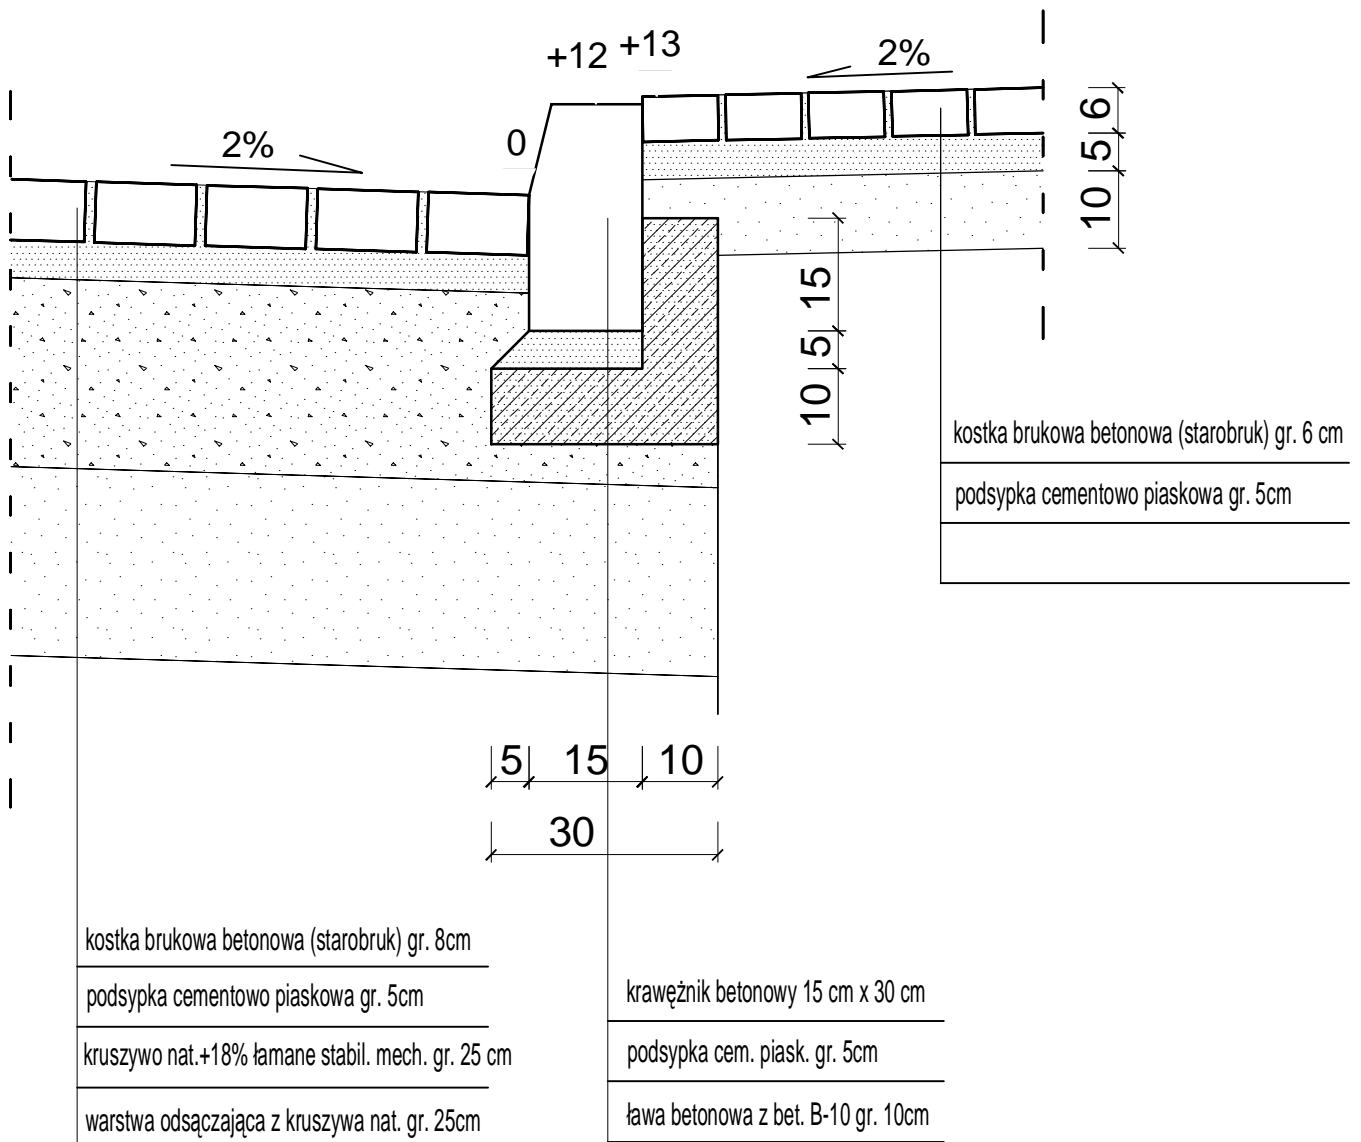 +12 +13
2%
2%
0
6
5
10
15
5
10
kostka brukowa betonowa (starobruk) gr. 6 cm
podsypka cementowo piaskowa gr. 5cm
5 15 10
30
kostka brukowa betonowa (starobruk) gr. 8cm
podsypka cementowo piaskowa gr. 5cm
kruszywo nat.+18% łamane stabil. mech. gr. 25 cm
warstwa odsączająca z kruszywa nat. gr. 25cm
krawężnik betonowy 15 cm x 30 cm
podsypka cem. piask. gr. 5cm
ława betonowa z bet. B-10 gr. 10cm